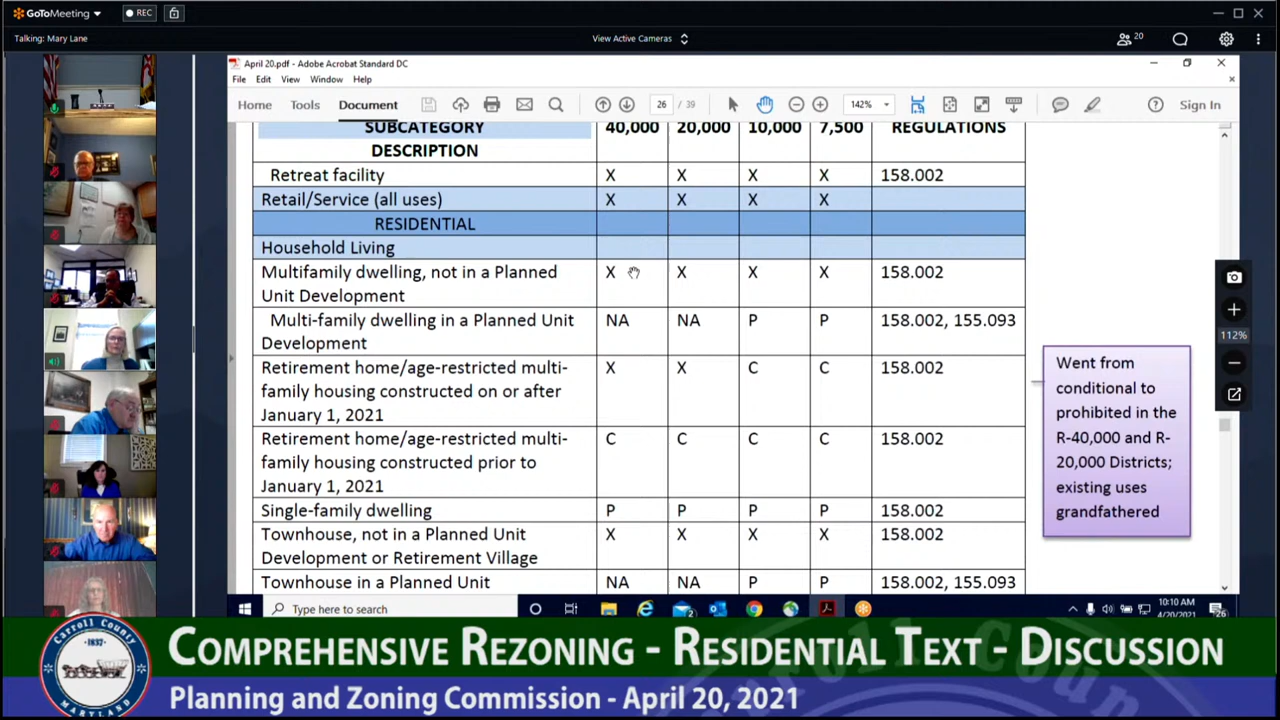 GoToMeeting
REC
Talking: Mary Lane
View Active Cameras
20
April 20.pdf - Adobe Acrobat Standard DC
File Edit View Window Help
Home Tools Document 26 / 39 142% Sign In
SUBCATEGORY DESCRIPTION 40,000 20,000 10,000 7,500 REGULATIONS
Retreat facility X X X X 158.002
Retail/Service (all uses) X X X X
RESIDENTIAL
Household Living
Multifamily dwelling, not in a Planned X X X X 158.002
Unit Development
Multi-family dwelling in a Planned Unit NA NA P P 158.002, 155.093
Development
Retirement home/age-restricted multi- X X C C 158.002
family housing constructed on or after
January 1, 2021
Retirement home/age-restricted multi- C C C C 158.002
family housing constructed prior to
January 1, 2021
Single-family dwelling P P P P 158.002
Townhouse, not in a Planned Unit X X X X 158.002
Development or Retirement Village
Townhouse in a Planned Unit NA NA P P 158.002, 155.093
Went from
conditional to
prohibited in the
R-40,000 and R-
20,000 Districts;
existing uses
grandfathered
112%
Type here to search
10:10 AM
4/20/2021
CARROLL COUNTY
1837
MARYLAND
COMPREHENSIVE REZONING - RESIDENTIAL TEXT - DISCUSSION
Planning and Zoning Commission - April 20, 2021